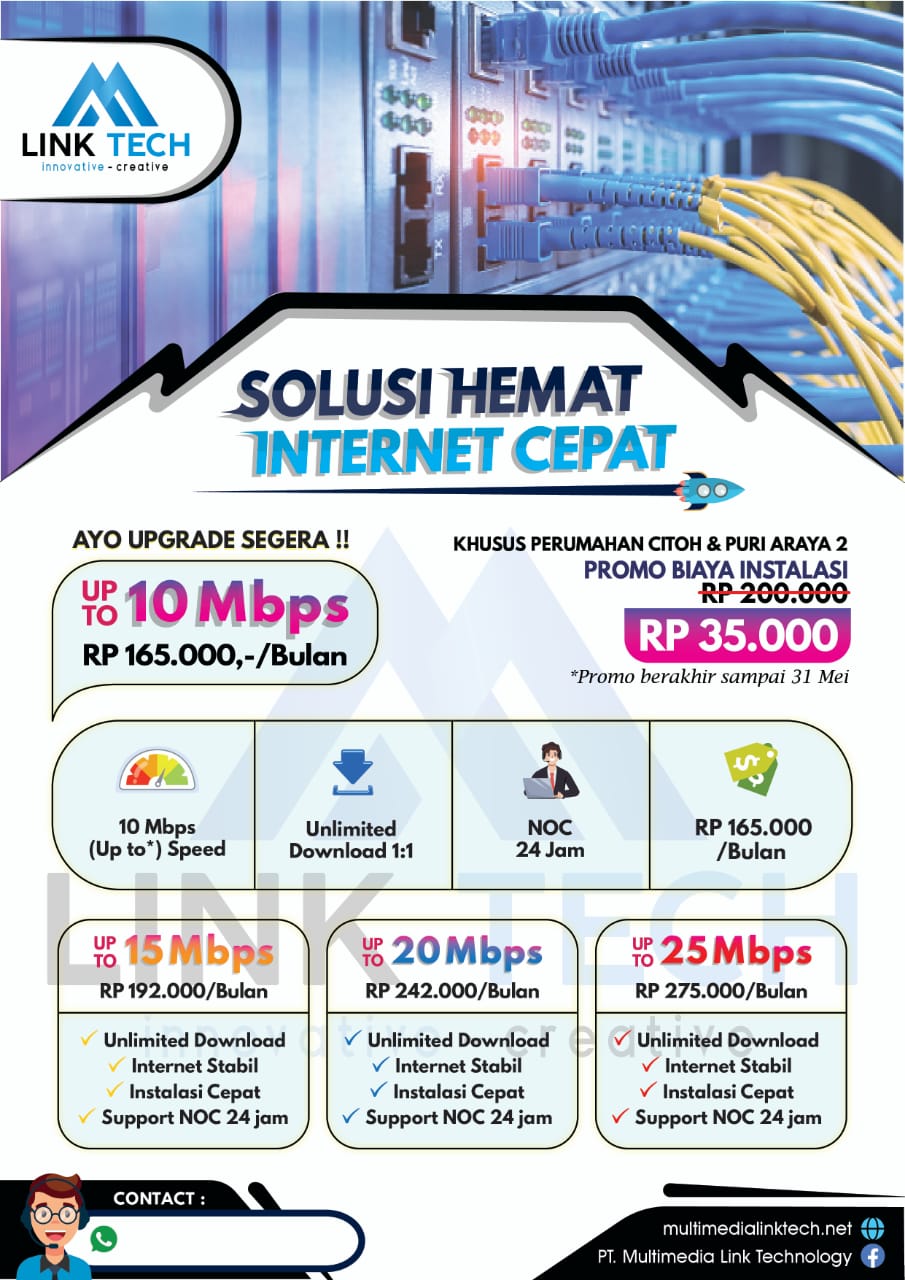 LINK TECH
innovative - creative
SOLUSI HEMAT
INTERNET CEPAT
AYO UPGRADE SEGERA !!
UP TO 10 Mbps
RP 165.000,-/Bulan
KHUSUS PERUMAHAN CITOH & PURI ARAYA 2
PROMO BIAYA INSTALASI
RP 200.000
RP 35.000
*Promo berakhir sampai 31 Mei
10 Mbps
(Up to*) Speed
Unlimited
Download 1:1
NOC
24 Jam
RP 165.000
/Bulan
LINK TECH
innovative creative
UP TO 15 Mbps
RP 192.000/Bulan
Unlimited Download
Internet Stabil
Instalasi Cepat
Support NOC 24 jam
UP TO 20 Mbps
RP 242.000/Bulan
Unlimited Download
Internet Stabil
Instalasi Cepat
Support NOC 24 jam
UP TO 25 Mbps
RP 275.000/Bulan
Unlimited Download
Internet Stabil
Instalasi Cepat
Support NOC 24 jam
CONTACT :
multimedialinktech.net
PT. Multimedia Link Technology